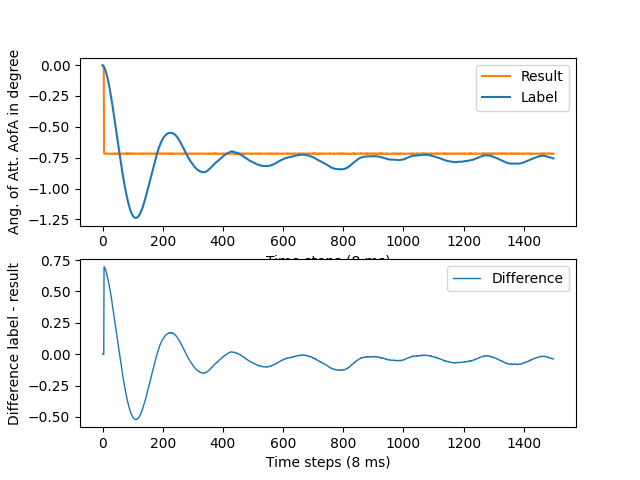 Ang. of Att. AofA in degree
0.00
−0.25
−0.50
−0.75
−1.00
−1.25
Result
Label
0 200 400 600 800 1000 1200 1400
Time steps (8 ms)
Difference label - result
0.75
0.50
0.25
0.00
−0.25
−0.50
Difference
0 200 400 600 800 1000 1200 1400
Time steps (8 ms)